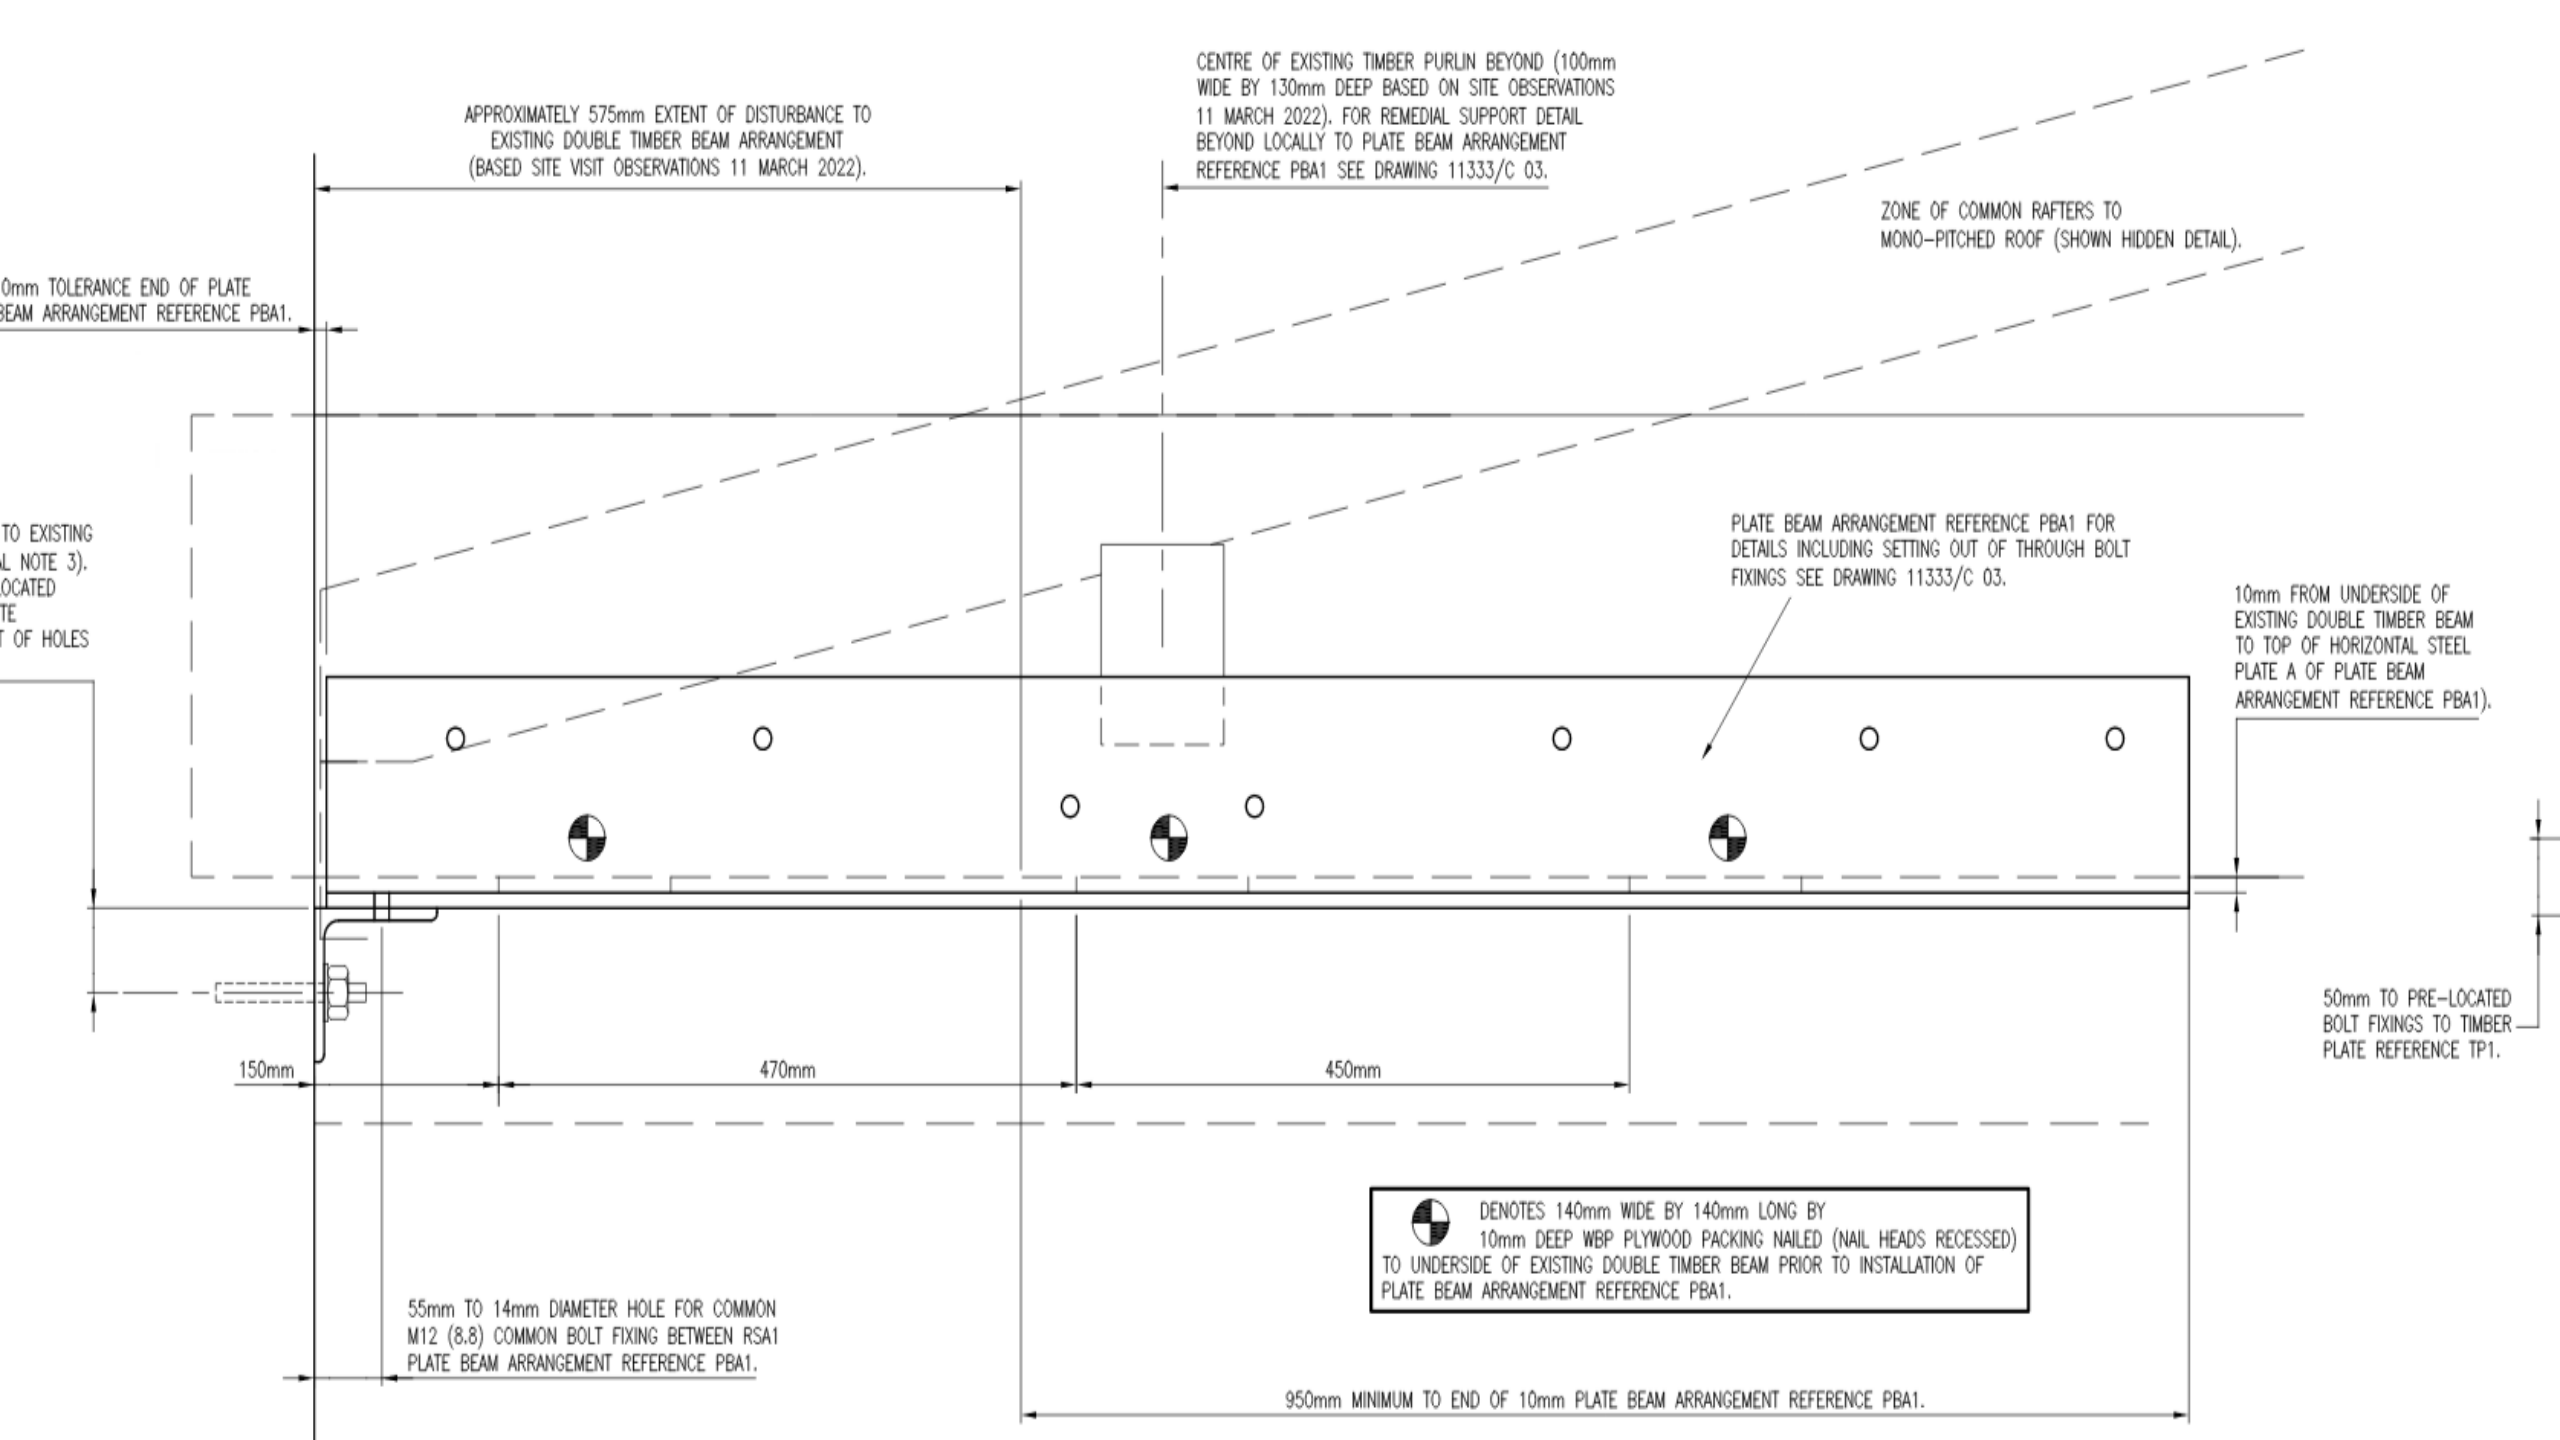 CENTRE OF EXISTING TIMBER PURLIN BEYOND (100mm
WIDE BY 130mm DEEP BASED ON SITE OBSERVATIONS
11 MARCH 2022). FOR REMEDIAL SUPPORT DETAIL
BEYOND LOCALLY TO PLATE BEAM ARRANGEMENT
REFERENCE PBA1 SEE DRAWING 11333/C 03.
APPROXIMATELY 575mm EXTENT OF DISTURBANCE TO
EXISTING DOUBLE TIMBER BEAM ARRANGEMENT
(BASED SITE VISIT OBSERVATIONS 11 MARCH 2022).
ZONE OF COMMON RAFTERS TO
MONO-PITCHED ROOF (SHOWN HIDDEN DETAIL).
0mm TOLERANCE END OF PLATE
BEAM ARRANGEMENT REFERENCE PBA1.
TO EXISTING
NOTE 3).
OF HOLES
PLATE BEAM ARRANGEMENT REFERENCE PBA1 FOR
DETAILS INCLUDING SETTING OUT OF THROUGH BOLT
FIXINGS SEE DRAWING 11333/C 03.
10mm FROM UNDERSIDE OF
EXISTING DOUBLE TIMBER BEAM
TO TOP OF HORIZONTAL STEEL
PLATE A OF PLATE BEAM
ARRANGEMENT REFERENCE PBA1).
50mm TO PRE-LOCATED
BOLT FIXINGS TO TIMBER
PLATE REFERENCE TP1.
150mm
470mm
450mm
DENOTES 140mm WIDE BY 140mm LONG BY
10mm DEEP WBP PLYWOOD PACKING NAILED (NAIL HEADS RECESSED)
TO UNDERSIDE OF EXISTING DOUBLE TIMBER BEAM PRIOR TO INSTALLATION OF
PLATE BEAM ARRANGEMENT REFERENCE PBA1.
55mm TO 14mm DIAMETER HOLE FOR COMMON
M12 (8.8) COMMON BOLT FIXING BETWEEN RSA1
PLATE BEAM ARRANGEMENT REFERENCE PBA1.
950mm MINIMUM TO END OF 10mm PLATE BEAM ARRANGEMENT REFERENCE PBA1.